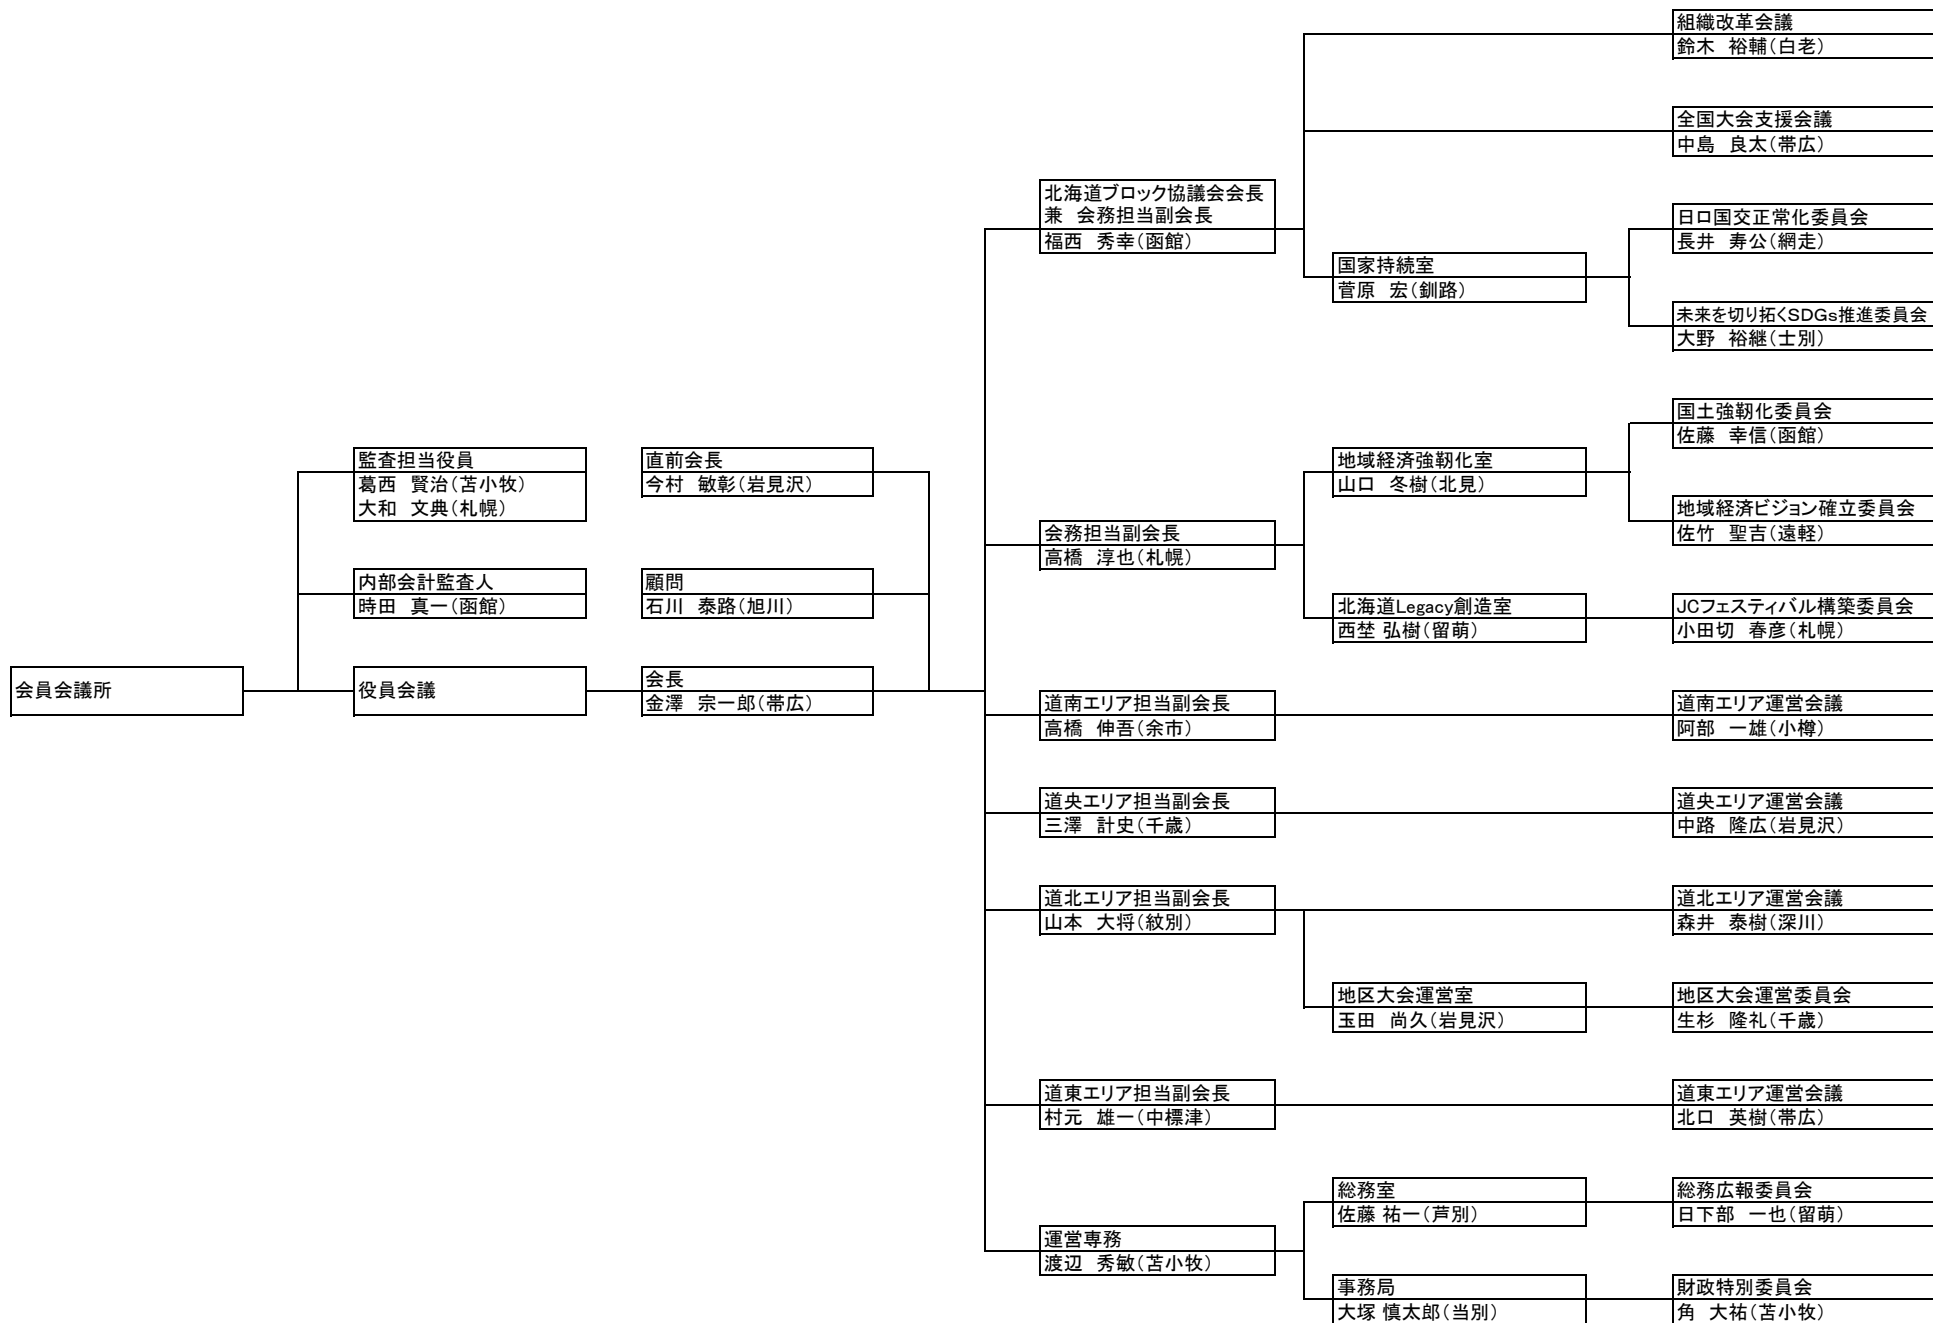 会員会議所
監査担当役員
葛西　賢治（苫小牧）
大和　文典（札幌）
内部会計監査人
時田　真一（函館）
役員会議
直前会長
今村　敏彰（岩見沢）
顧問
石川　泰路（旭川）
会長
金澤　宗一郎（帯広）
北海道ブロック協議会会長
兼　会務担当副会長
福西　秀幸（函館）
組織改革会議
鈴木　裕輔（白老）
全国大会支援会議
中島　良太（帯広）
国家持続室
菅原　宏（釧路）
日ロ国交正常化委員会
長井　寿公（網走）
未来を切り拓くSDGs推進委員会
大野　裕継（士別）
会務担当副会長
高橋　淳也（札幌）
地域経済強靭化室
山口　冬樹（北見）
国土強靭化委員会
佐藤　幸信（函館）
地域経済ビジョン確立委員会
佐竹　聖吉（遠軽）
北海道Legacy創造室
西埜 弘樹（留萌）
JCフェスティバル構築委員会
小田切　春彦（札幌）
道南エリア担当副会長
高橋　伸吾（余市）
道南エリア運営会議
阿部　一雄（小樽）
道央エリア担当副会長
三澤　計史（千歳）
道央エリア運営会議
中路　隆広（岩見沢）
道北エリア担当副会長
山本　大将（紋別）
道北エリア運営会議
森井　泰樹（深川）
地区大会運営室
玉田　尚久（岩見沢）
地区大会運営委員会
生杉　隆礼（千歳）
道東エリア担当副会長
村元　雄一（中標津）
道東エリア運営会議
北口　英樹（帯広）
運営専務
渡辺　秀敏（苫小牧）
総務室
佐藤 祐一（芦別）
総務広報委員会
日下部　一也（留萌）
事務局
大塚 慎太郎（当別）
財政特別委員会
角　大祐（苫小牧）